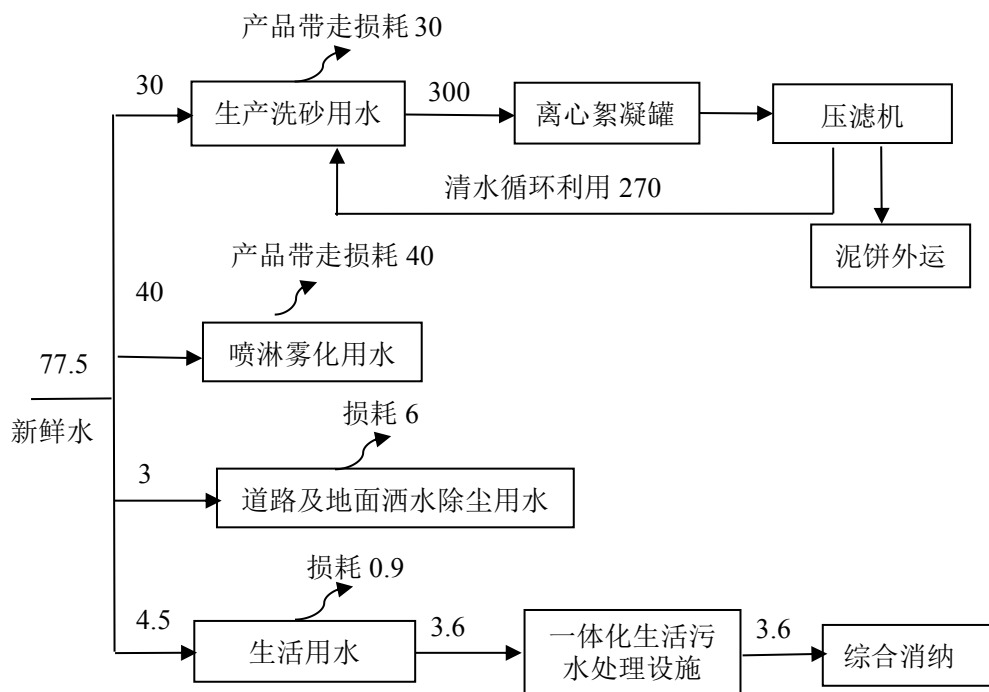 产品带走损耗 30
30
生产洗砂用水
300
离心絮凝罐
压滤机
清水循环利用 270
泥饼外运
产品带走损耗 40
40
喷淋雾化用水
77.5
新鲜水
损耗 6
3
道路及地面洒水除尘用水
损耗 0.9
4.5
生活用水
3.6
一体化生活污
水处理设施
3.6
综合消纳